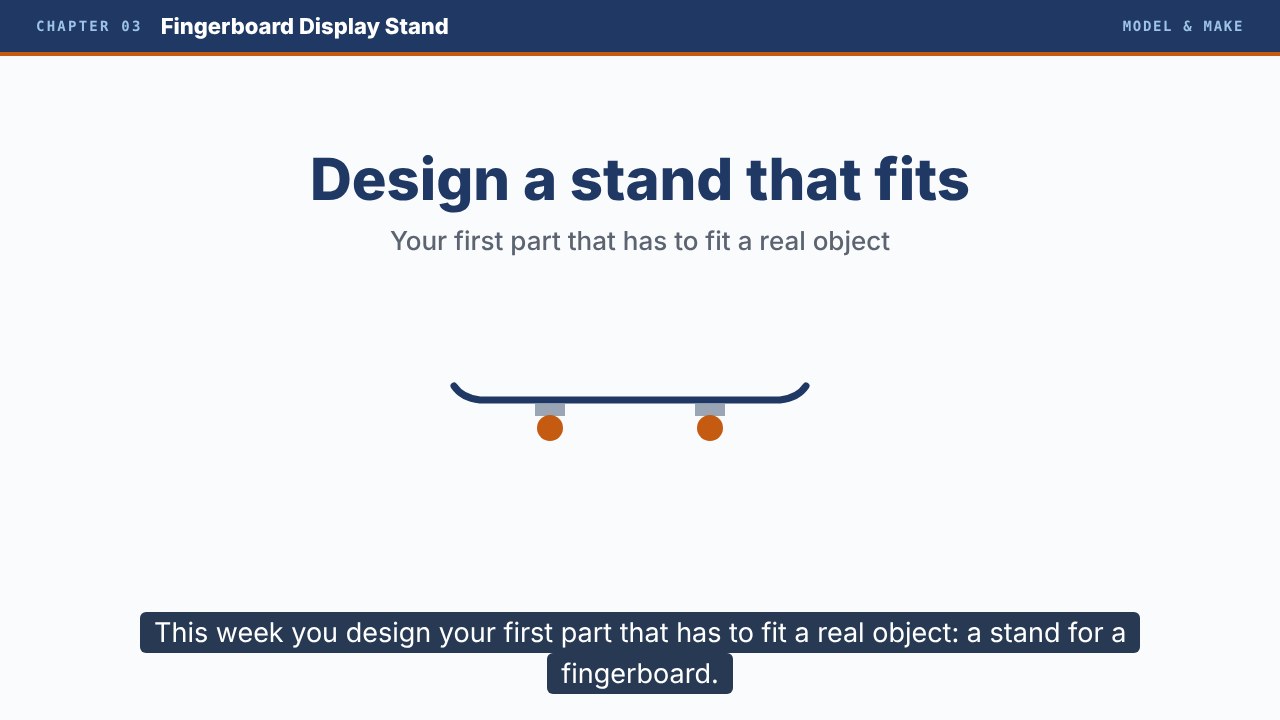 CHAPTER 03 Fingerboard Display Stand MODEL & MAKE
Design a stand that fits
Your first part that has to fit a real object
This week you design your first part that has to fit a real object: a stand for a
fingerboard.